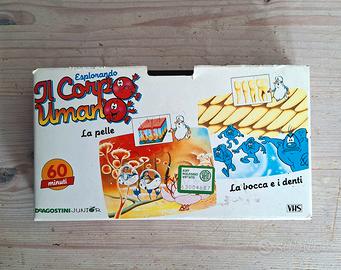 Esplorando
Il Corpo
Umano
La pelle
60
minuti
La bocca e i denti
DeAGOSTINI JUNIOR
VHS